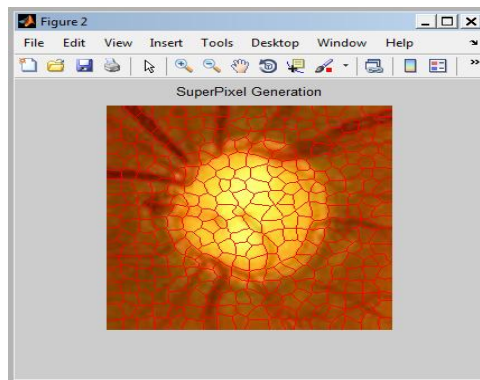 Figure 2
File Edit View Insert Tools Desktop Window Help
SuperPixel Generation